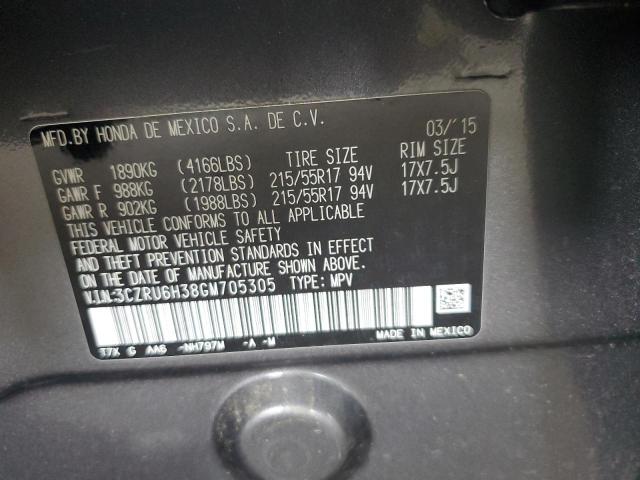 MFD.BY HONDA DE MEXICO S.A. DE C.V. 03/'15
GVWR 1890KG (4166LBS) TIRE SIZE RIM SIZE
GAWR F 988KG (2178LBS) 215/55R17 94V 17X7.5J
GAWR R 902KG (1988LBS) 215/55R17 94V 17X7.5J
THIS VEHICLE CONFORMS TO ALL APPLICABLE
FEDERAL MOTOR VEHICLE SAFETY
AND THEFT PREVENTION STANDARDS IN EFFECT
ON THE DATE OF MANUFACTURE SHOWN ABOVE.
3CZRU6H38GM705305 TYPE: MPV
MADE IN MEXICO
T7X G AA6 -NH797M -A -M